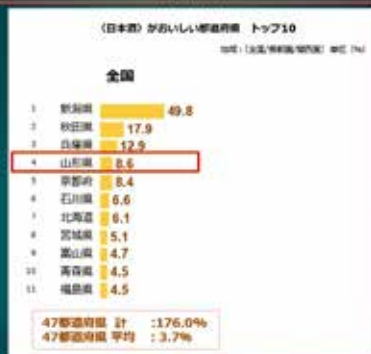 〈日本酒〉がおいしい都道府県 トップ10
全国
1 新潟県 49.8
2 秋田県 17.9
3 兵庫県 12.9
4 山形県 8.6
5 京都府 8.4
6 石川県 6.6
7 北海道 6.1
8 宮城県 5.1
9 富山県 4.7
10 青森県 4.5
11 福島県 4.5
47都道府県 計 :176.0%
47都道府県 平均 : 3.7%